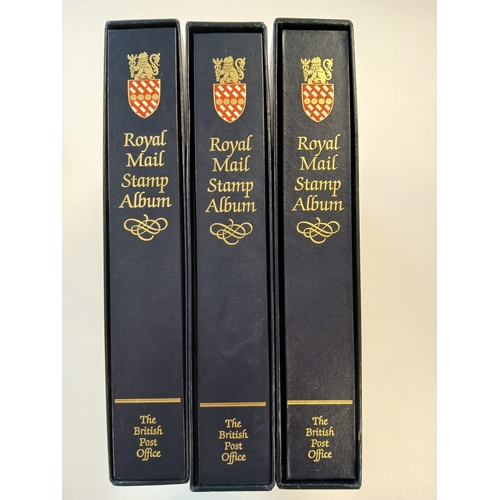 Royal
Mail
Stamp
Album
The
British
Post
Office
Royal
Mail
Stamp
Album
The
British
Post
Office
Royal
Mail
Stamp
Album
The
British
Post
Office